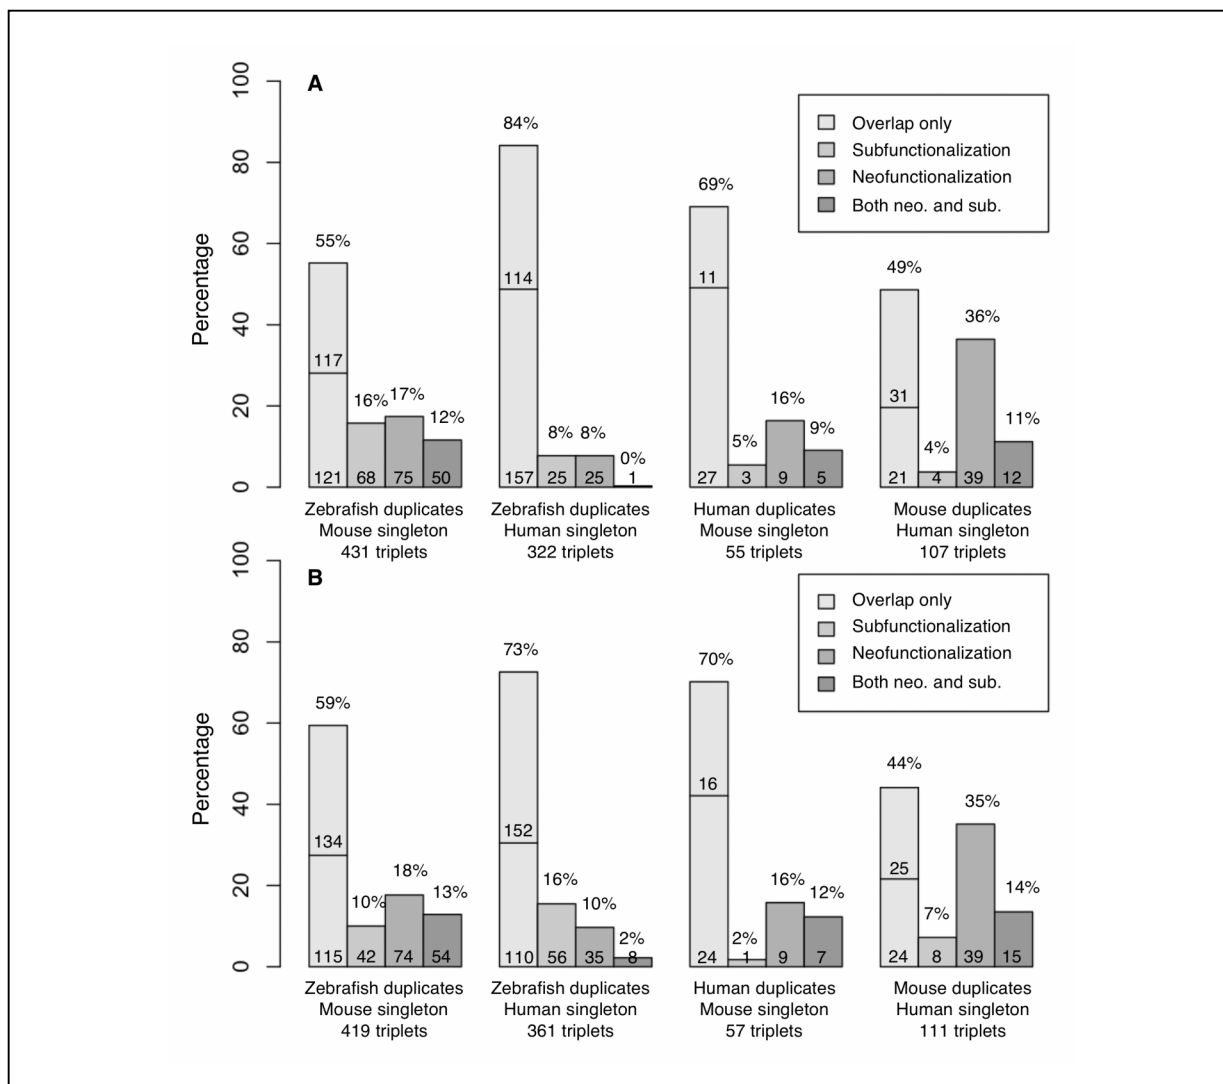 A
100
80
60
40
20
0
Percentage
Overlap only
Subfunctionalization
Neofunctionalization
Both neo. and sub.
55%
117
121
16%
68
17%
75
12%
50
84%
114
157
8%
25
8%
25
0%
1
69%
11
27
5%
3
16%
9
9%
5
49%
31
21
4%
4
36%
39
11%
12
Zebrafish duplicates
Mouse singleton
431 triplets
Zebrafish duplicates
Human singleton
322 triplets
Human duplicates
Mouse singleton
55 triplets
Mouse duplicates
Human singleton
107 triplets
B
100
80
60
40
20
0
Percentage
Overlap only
Subfunctionalization
Neofunctionalization
Both neo. and sub.
59%
134
115
10%
42
18%
74
13%
54
73%
152
110
16%
56
10%
35
2%
8
70%
16
24
2%
1
16%
9
12%
7
44%
25
24
7%
8
35%
39
14%
15
Zebrafish duplicates
Mouse singleton
419 triplets
Zebrafish duplicates
Human singleton
361 triplets
Human duplicates
Mouse singleton
57 triplets
Mouse duplicates
Human singleton
111 triplets